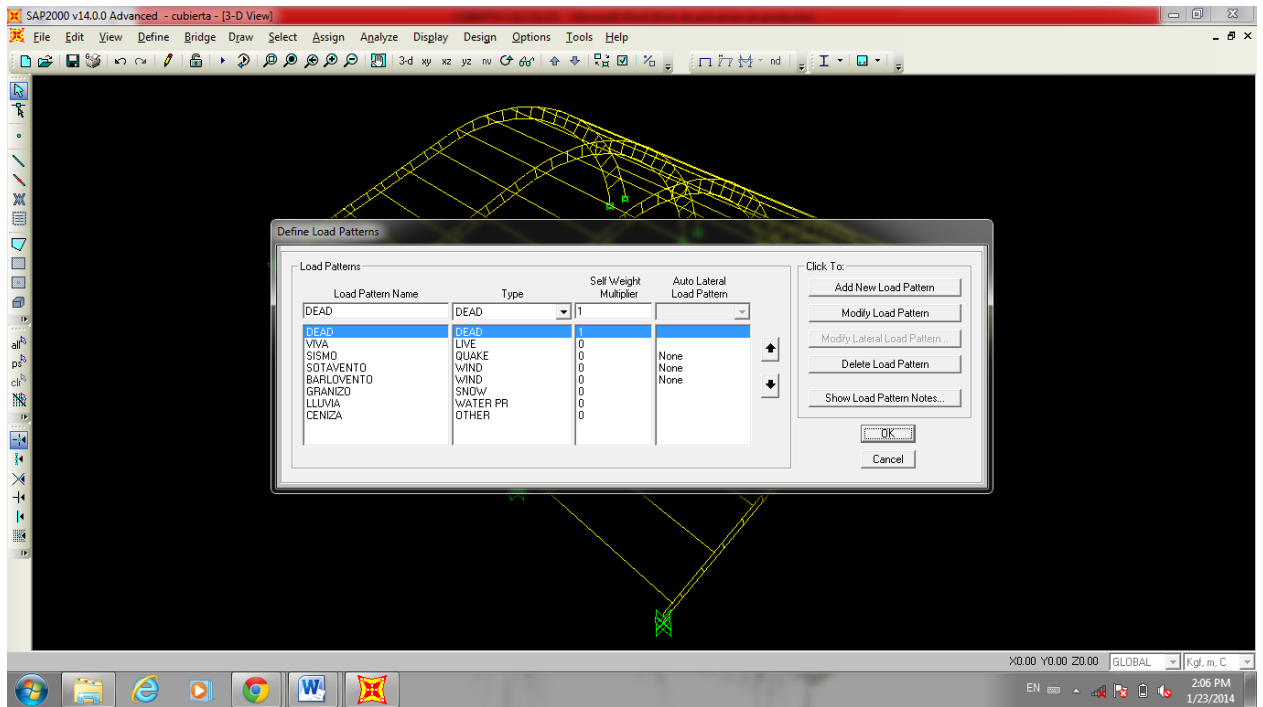 SAP2000 v14.0.0 Advanced - cubierta - [3-D View]
File Edit View Define Bridge Draw Select Assign Analyze Display Design Options Tools Help
3-d xy xz yz nv
nd
all
ps
clr
Define Load Patterns
Load Patterns
Load Pattern Name Type Self Weight Multiplier Auto Lateral Load Pattern
DEAD DEAD 1
DEAD DEAD 1
VIVA LIVE 0
SISMO QUAKE 0 None
SOTAVENTO WIND 0 None
BARLOVENTO WIND 0 None
GRANIZO SNOW 0
LLUVIA WATER PR 0
CENIZA OTHER 0
Click To:
Add New Load Pattern
Modify Load Pattern
Modify Lateral Load Pattern...
Delete Load Pattern
Show Load Pattern Notes...
OK
Cancel
X0.00 Y0.00 Z0.00 GLOBAL Kgf, m, C
EN 2:06 PM
1/23/2014